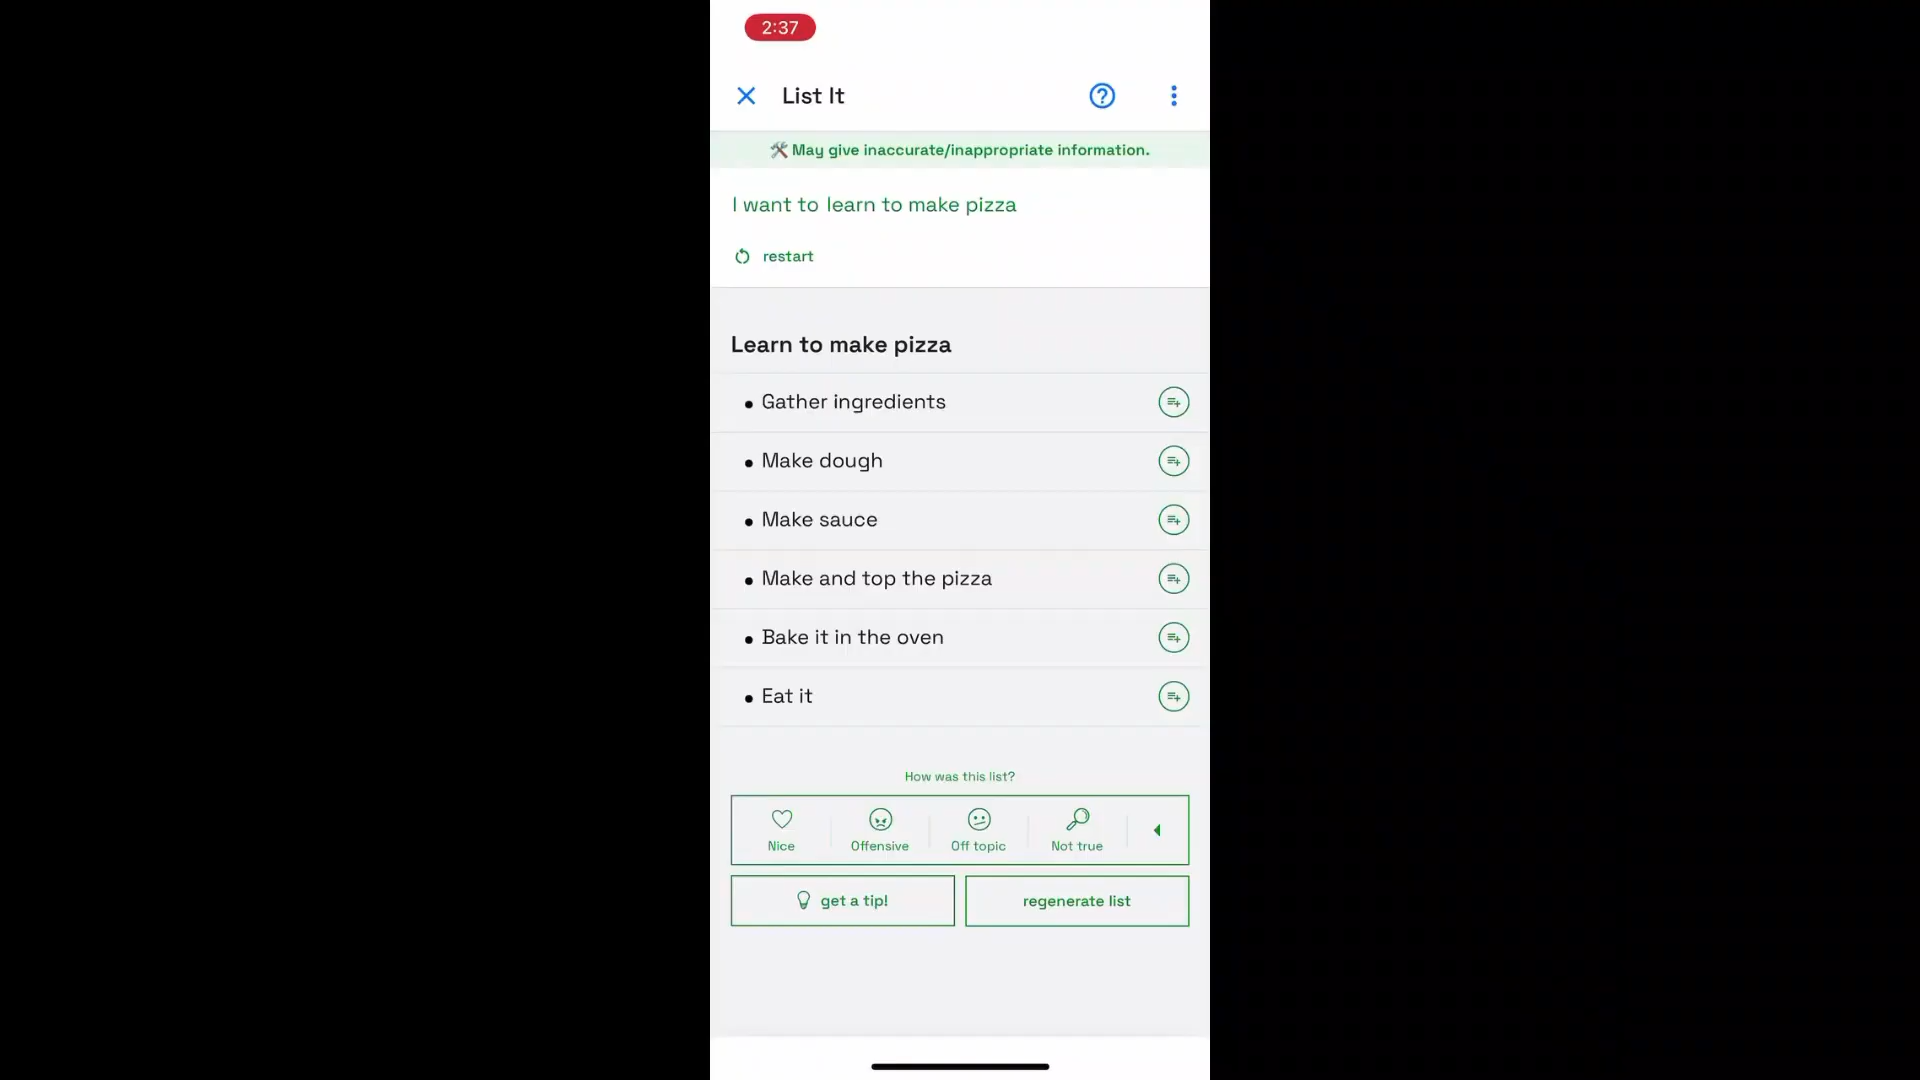 2:37
List It
🛠 May give inaccurate/inappropriate information.
I want to learn to make pizza
restart
Learn to make pizza
• Gather ingredients
• Make dough
• Make sauce
• Make and top the pizza
• Bake it in the oven
• Eat it
How was this list?
Nice Offensive Off topic Not true
get a tip! regenerate list